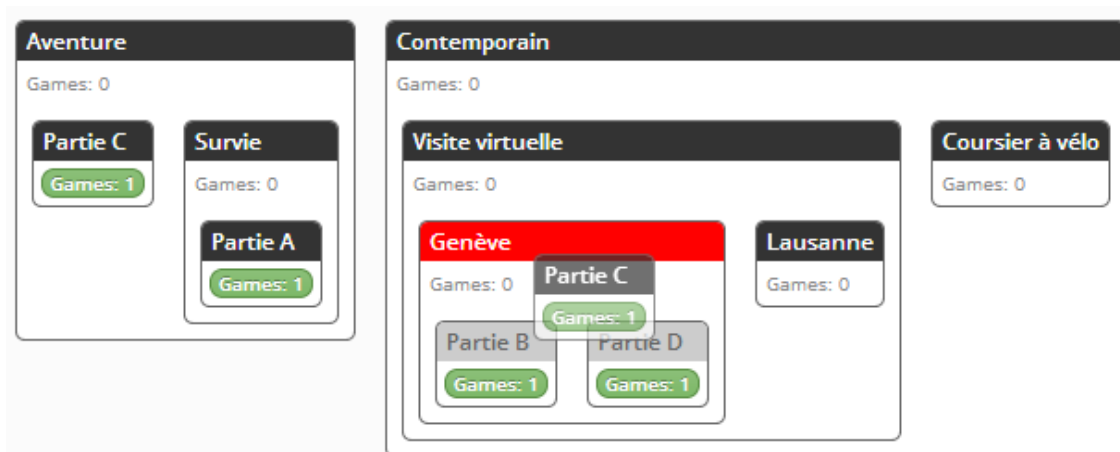 Aventure
Games: 0
Partie C
Games: 1
Survie
Games: 0
Partie A
Games: 1
Contemporain
Games: 0
Visite virtuelle
Games: 0
Genève
Games: 0
Partie C
Games: 1
Partie B
Games: 1
Partie D
Games: 1
Lausanne
Games: 0
Coursier à vélo
Games: 0